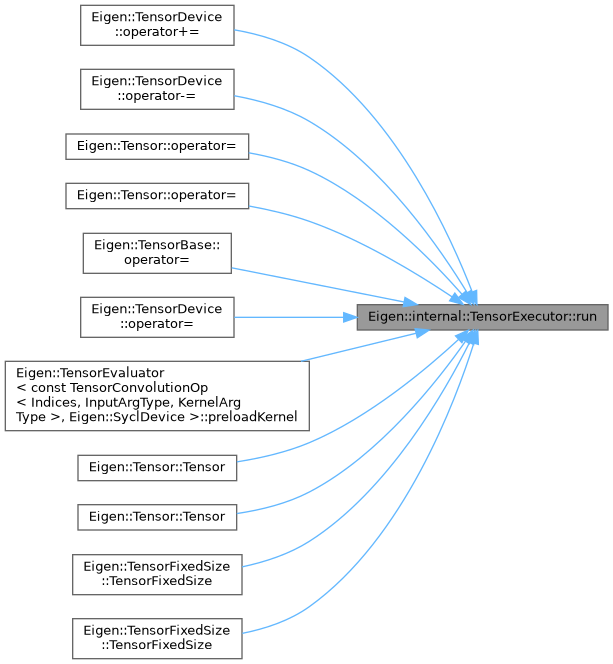 Eigen::TensorDevice
::operator+=
Eigen::TensorDevice
::operator-=
Eigen::Tensor::operator=
Eigen::Tensor::operator=
Eigen::TensorBase::
operator=
Eigen::TensorDevice
::operator=
Eigen::internal::TensorExecutor::run
Eigen::TensorEvaluator
< const TensorConvolutionOp
< Indices, InputArgType, KernelArg
Type >, Eigen::SyclDevice >::preloadKernel
Eigen::Tensor::Tensor
Eigen::Tensor::Tensor
Eigen::TensorFixedSize
::TensorFixedSize
Eigen::TensorFixedSize
::TensorFixedSize